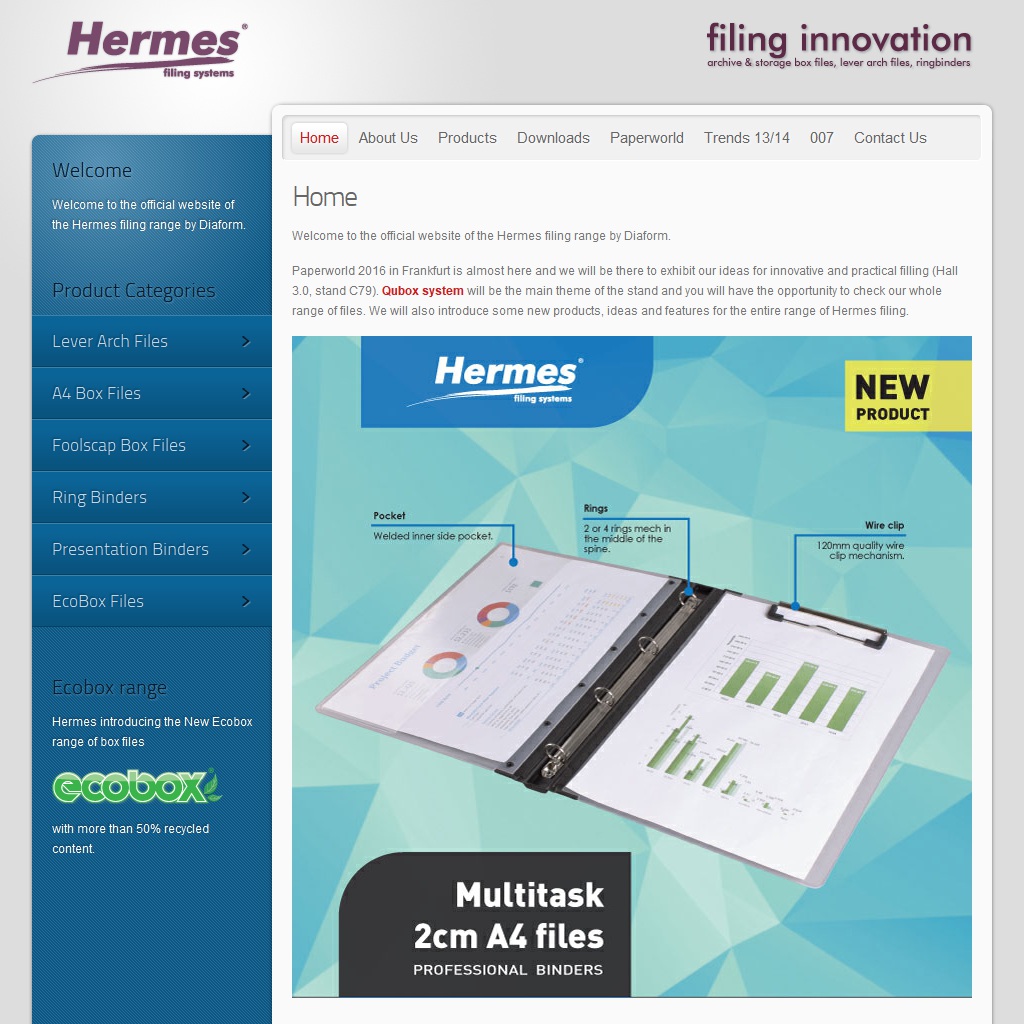 Hermes®
filing systems
filing innovation
archive & storage box files, lever arch files, ringbinders
Home
About Us
Products
Downloads
Paperworld
Trends 13/14
007
Contact Us
Welcome
Welcome to the official website of
the Hermes filing range by Diaform.
Product Categories
Lever Arch Files
A4 Box Files
Foolscap Box Files
Ring Binders
Presentation Binders
EcoBox Files
Ecobox range
Hermes introducing the New Ecobox
range of box files
ecobox
with more than 50% recycled
content.
Home
Welcome to the official website of the Hermes filing range by Diaform.
Paperworld 2016 in Frankfurt is almost here and we will be there to exhibit our ideas for innovative and practical filling (Hall
3.0, stand C79). Qubox system will be the main theme of the stand and you will have the opportunity to check our whole
range of files. We will also introduce some new products, ideas and features for the entire range of Hermes filing.
Hermes®
filing systems
NEW
PRODUCT
Pocket
Welded inner side pocket.
Rings
2 or 4 rings mech in
the middle of the
spine.
Wire clip
120mm quality wire
clip mechanism.
Project Budget
Multitask
2cm A4 files
PROFESSIONAL BINDERS